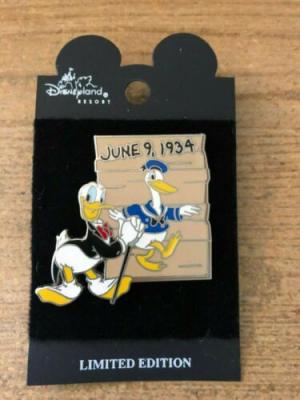 Disneyland
RESORT
JUNE 9, 1934
LIMITED EDITION